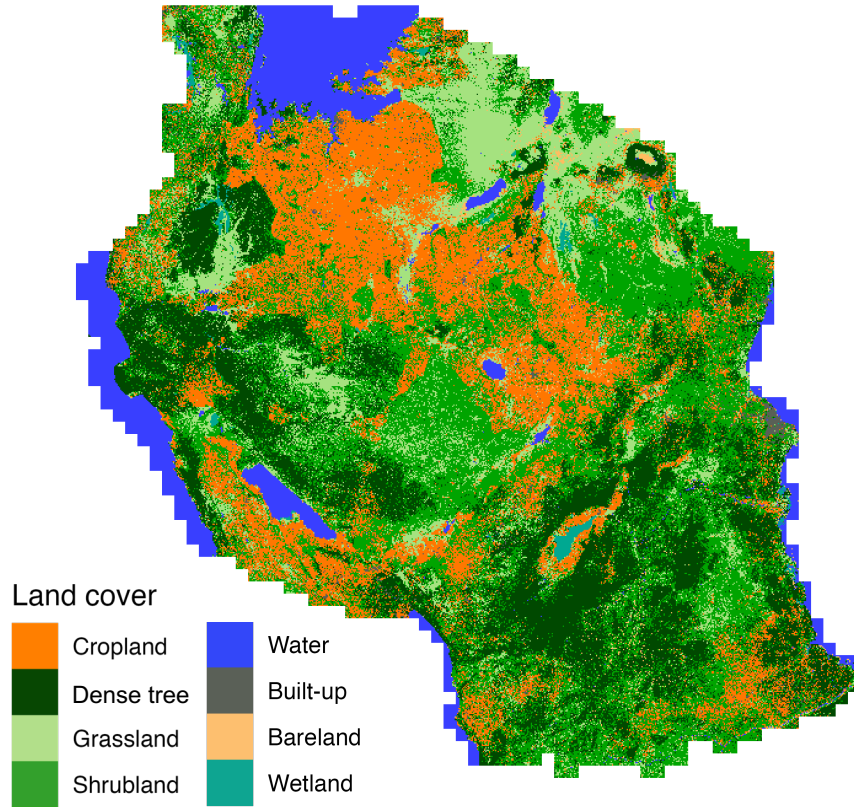 Land cover
Cropland
Dense tree
Grassland
Shrubland
Water
Built-up
Bareland
Wetland